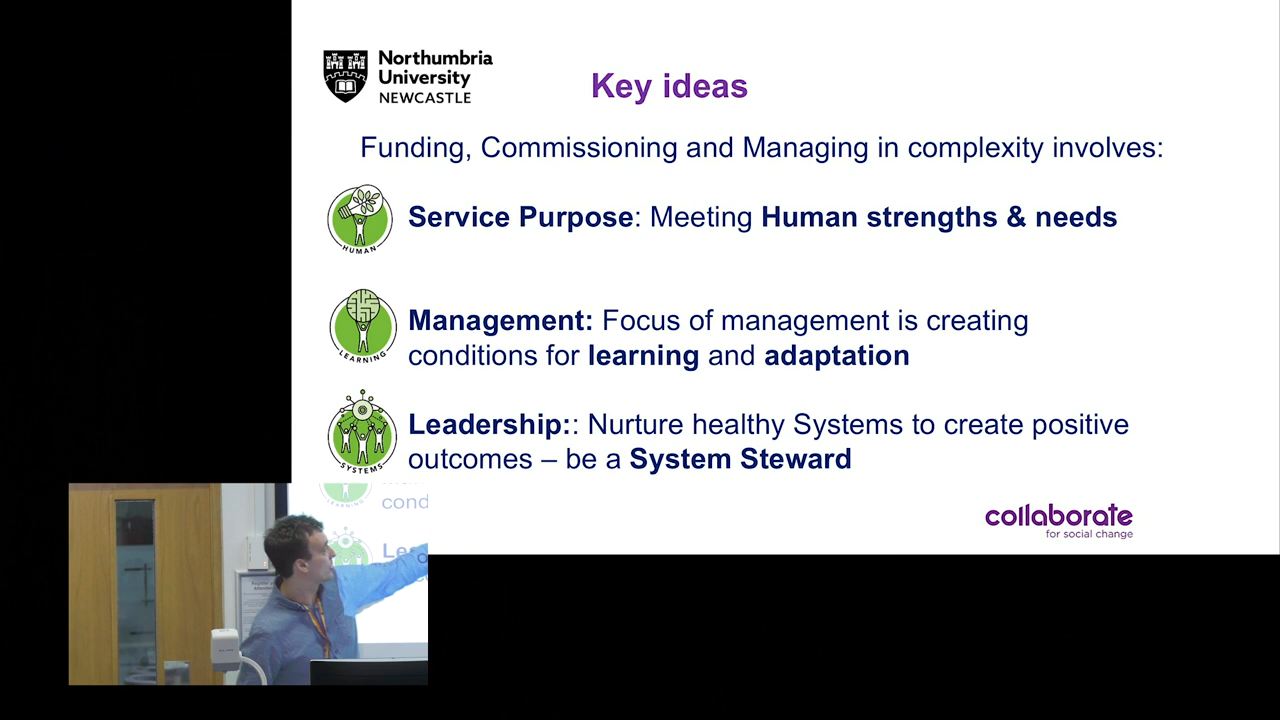 Northumbria
University
NEWCASTLE
Key ideas
Funding, Commissioning and Managing in complexity involves:
HUMAN
Service Purpose: Meeting Human strengths & needs
LEARNING
Management: Focus of management is creating
conditions for learning and adaptation
SYSTEMS
Leadership:: Nurture healthy Systems to create positive
outcomes – be a System Steward
collaborate
for social change
LEARNING
cond